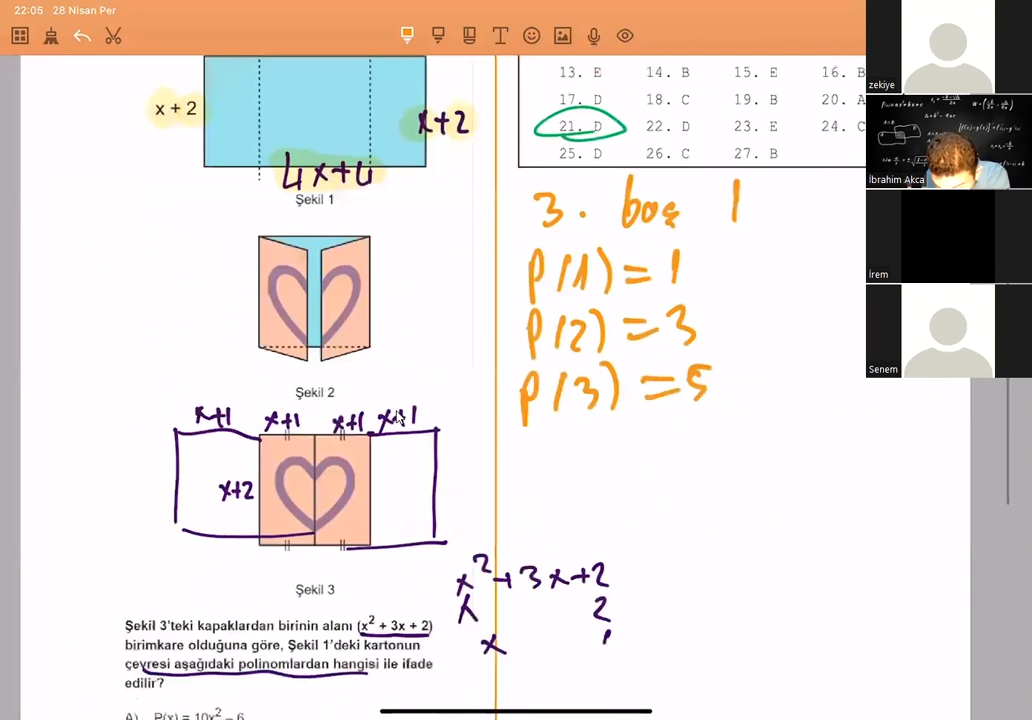 22:05 28 Nisan Per
x + 2
x+2
4x+4
Şekil 1
Şekil 2
x+1 x+1 x+1 x+1
x+2
Şekil 3
Şekil 3'teki kapaklardan birinin alanı (x² + 3x + 2)
birimkare olduğuna göre, Şekil 1'deki kartonun
çevresi aşağıdaki polinomlardan hangisi ile ifade
edilir?
A) P(x) = 10x² – 6
x²+3x+2
x 2
x
13. E 14. B 15. E 16. B
17. D 18. C 19. B 20. A
21. D 22. D 23. E 24. C
25. D 26. C 27. B
3. boş 1
P(1) = 1
P(2) = 3
P(3) = 5
zekiye
İbrahim Akca
İrem
Senem